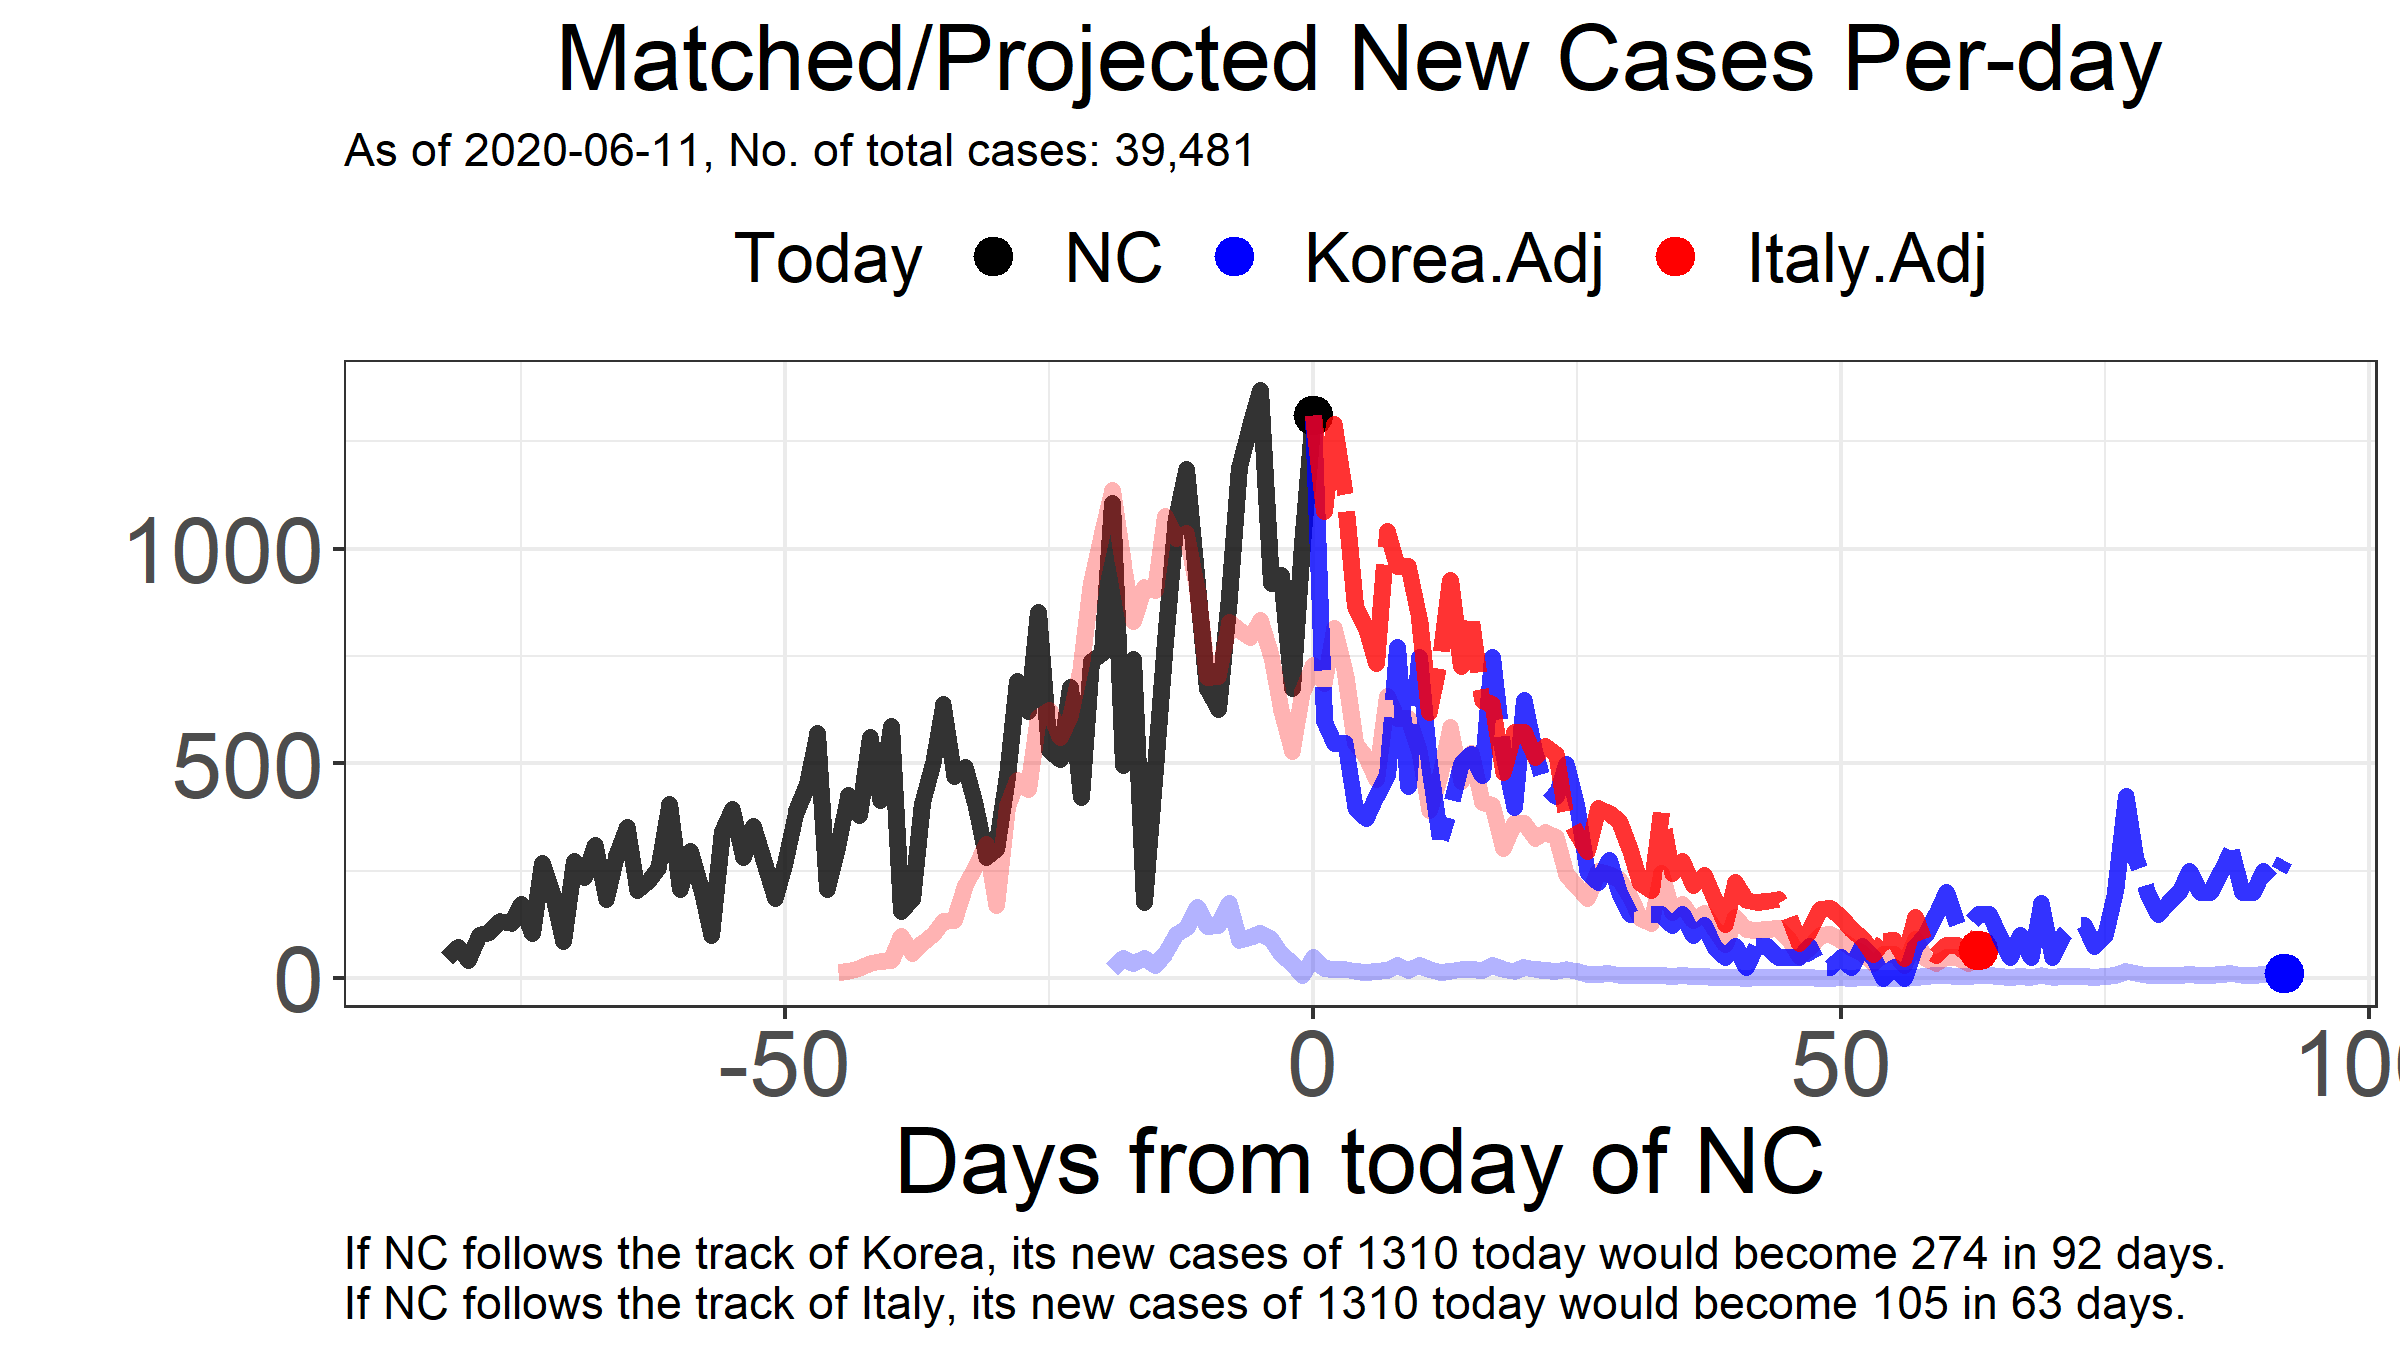 Matched/Projected New Cases Per-day
As of 2020-06-11, No. of total cases: 39,481
Today NC Korea.Adj Italy.Adj
1000
500
0
-50 0 50 100
Days from today of NC
If NC follows the track of Korea, its new cases of 1310 today would become 274 in 92 days.
If NC follows the track of Italy, its new cases of 1310 today would become 105 in 63 days.